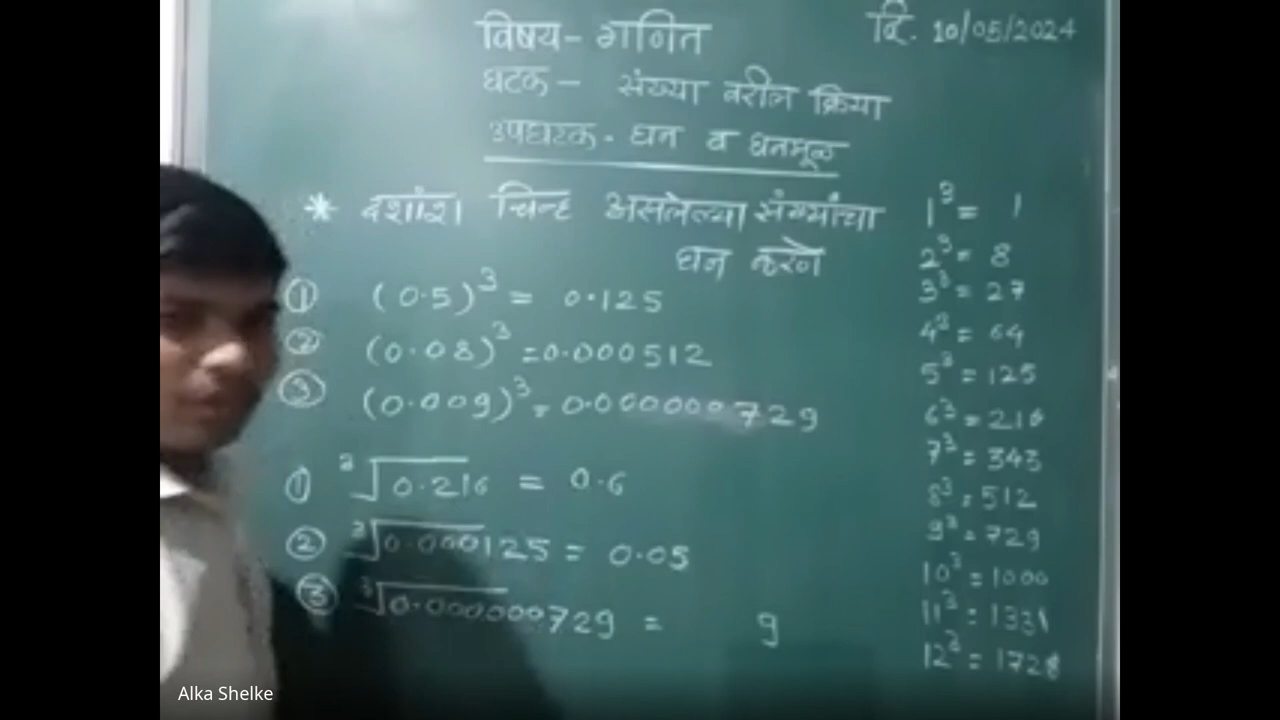 विषय- गणित
दि. 10/05/2024
घटक - संख्या वरील क्रिया
उपघटक - घन व घनमूळ
* दशांश चिन्ह असलेल्या संख्यांचा
घन करणे
① (0.5)³ = 0.125
② (0.08)³ = 0.000512
③ (0.009)³ = 0.000000729
① ³√0.216 = 0.6
② ³√0.000125 = 0.05
③ ³√0.000000729 = 9
1³ = 1
2³ = 8
3³ = 27
4³ = 64
5³ = 125
6³ = 216
7³ = 343
8³ = 512
9³ = 729
10³ = 1000
11³ = 1331
12³ = 1728
Alka Shelke